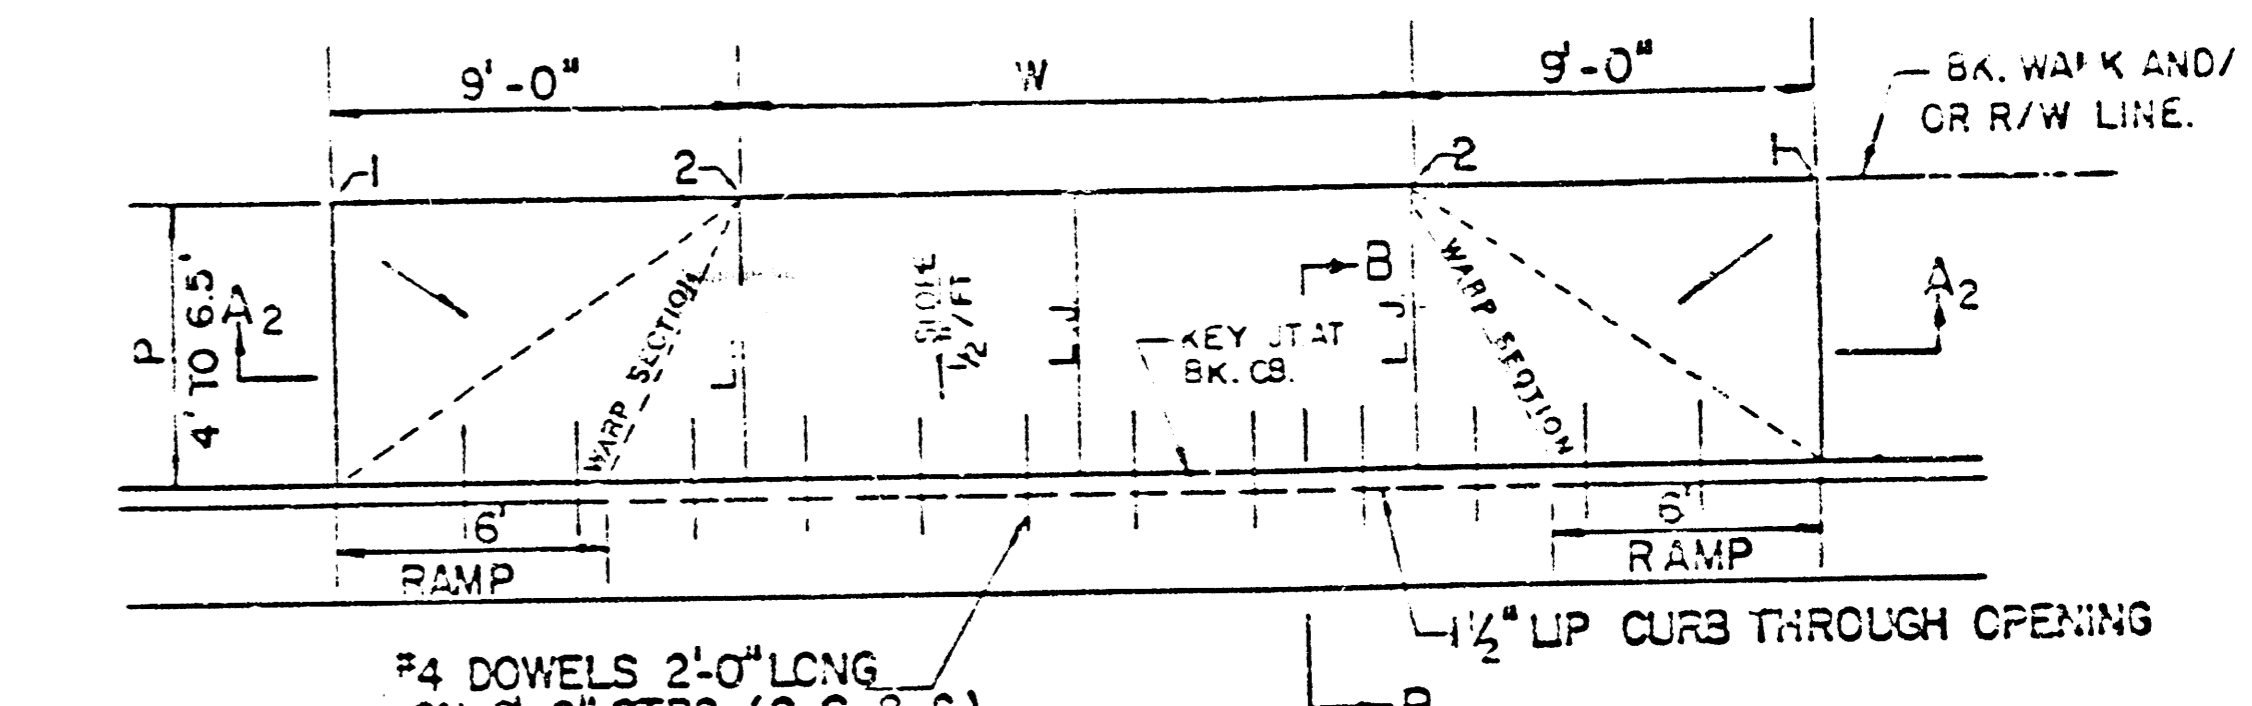 9'-0"
W
9'-0"
BK. WALK AND/
OR R/W LINE.
1
2
2
1
P
4' TO 6.5'
A2
WARP SECTION
SLOPE
1/2"/FT
B
KEY JT AT
BK. CB.
WARP SECTION
A2
6'
RAMP
6'
RAMP
#4 DOWELS 2'-0" LONG
1 1/2" LIP CURB THROUGH OPENING
B